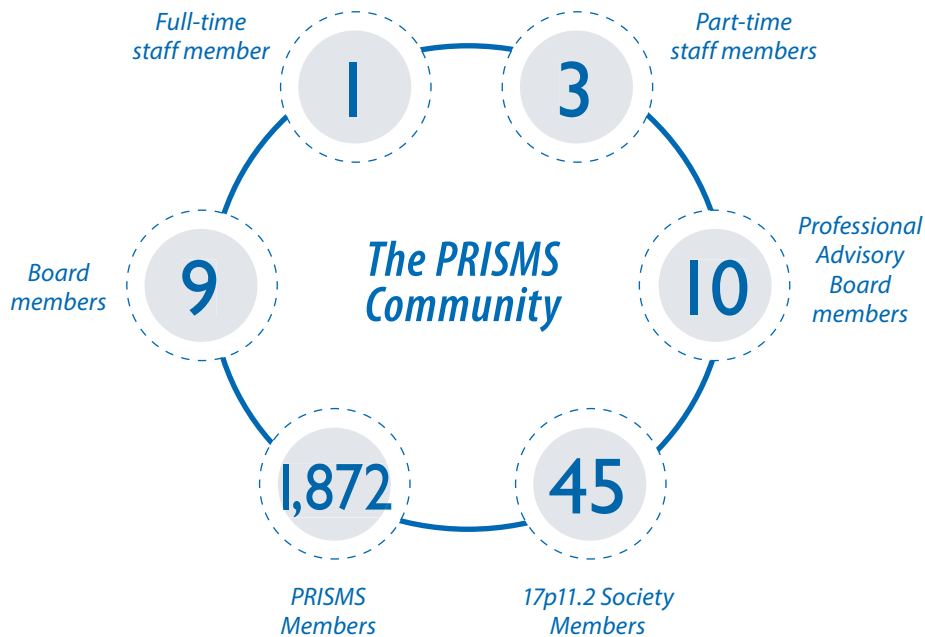 Full-time
staff member
1
Part-time
staff members
3
Board
members
9
The PRISMS
Community
10
Professional
Advisory
Board
members
1,872
PRISMS
Members
45
17p11.2 Society
Members